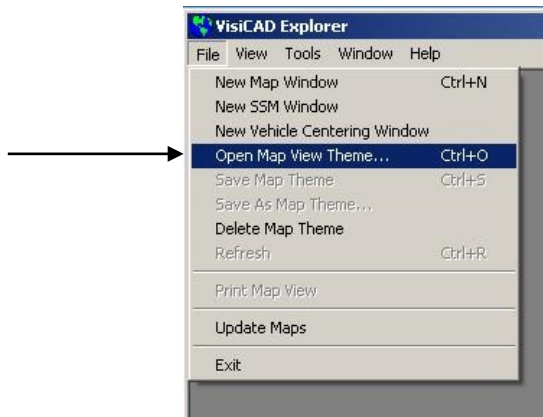 VisiCAD Explorer
File View Tools Window Help
New Map Window Ctrl+N
New SSM Window
New Vehicle Centering Window
Open Map View Theme... Ctrl+O
Save Map Theme Ctrl+S
Save As Map Theme...
Delete Map Theme
Refresh Ctrl+R
Print Map View
Update Maps
Exit